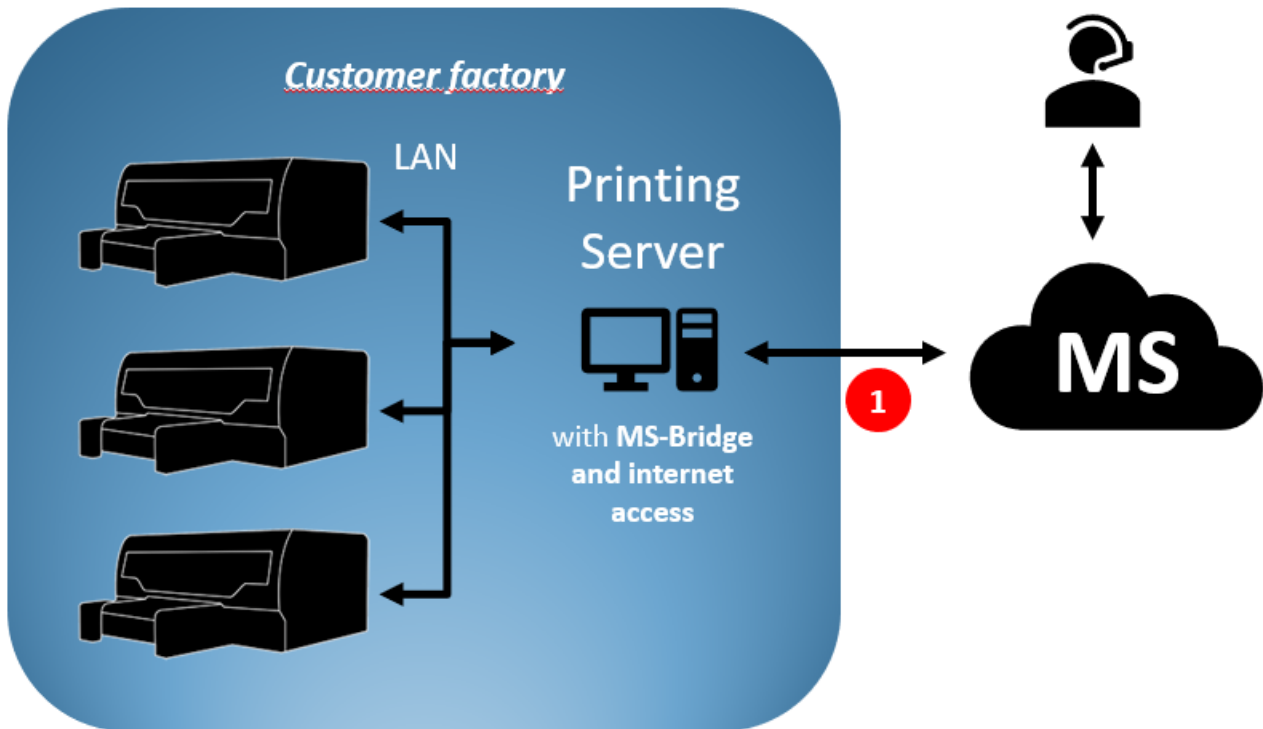 Customer factory
LAN
Printing
Server
with MS-Bridge
and internet
access
1
MS